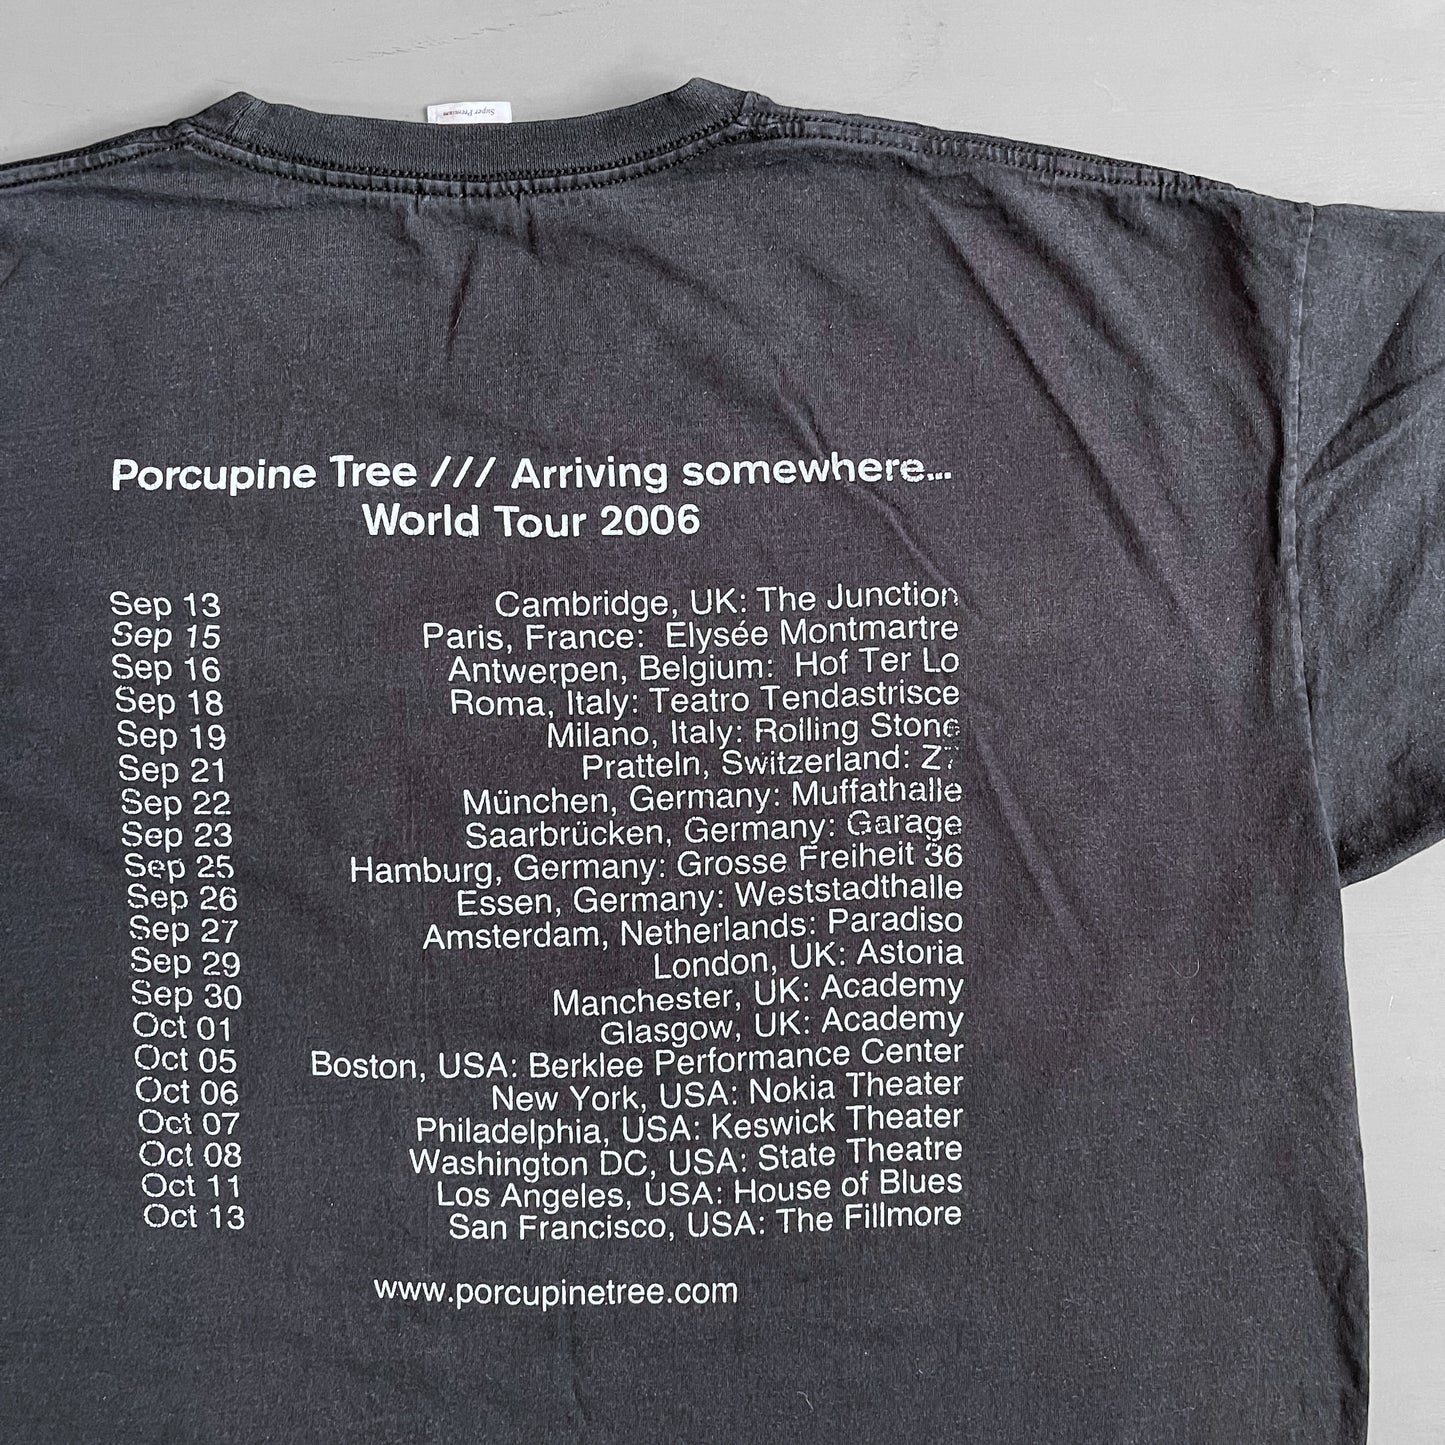 Super Premium
Porcupine Tree /// Arriving somewhere...
World Tour 2006
Sep 13 Cambridge, UK: The Junction
Sep 15 Paris, France: Elysée Montmartre
Sep 16 Antwerpen, Belgium: Hof Ter Lo
Sep 18 Roma, Italy: Teatro Tendastrisce
Sep 19 Milano, Italy: Rolling Stone
Sep 21 Pratteln, Switzerland: Z7
Sep 22 München, Germany: Muffathalle
Sep 23 Saarbrücken, Germany: Garage
Sep 25 Hamburg, Germany: Grosse Freiheit 36
Sep 26 Essen, Germany: Weststadthalle
Sep 27 Amsterdam, Netherlands: Paradiso
Sep 29 London, UK: Astoria
Sep 30 Manchester, UK: Academy
Oct 01 Glasgow, UK: Academy
Oct 05 Boston, USA: Berklee Performance Center
Oct 06 New York, USA: Nokia Theater
Oct 07 Philadelphia, USA: Keswick Theater
Oct 08 Washington DC, USA: State Theatre
Oct 11 Los Angeles, USA: House of Blues
Oct 13 San Francisco, USA: The Fillmore
www.porcupinetree.com